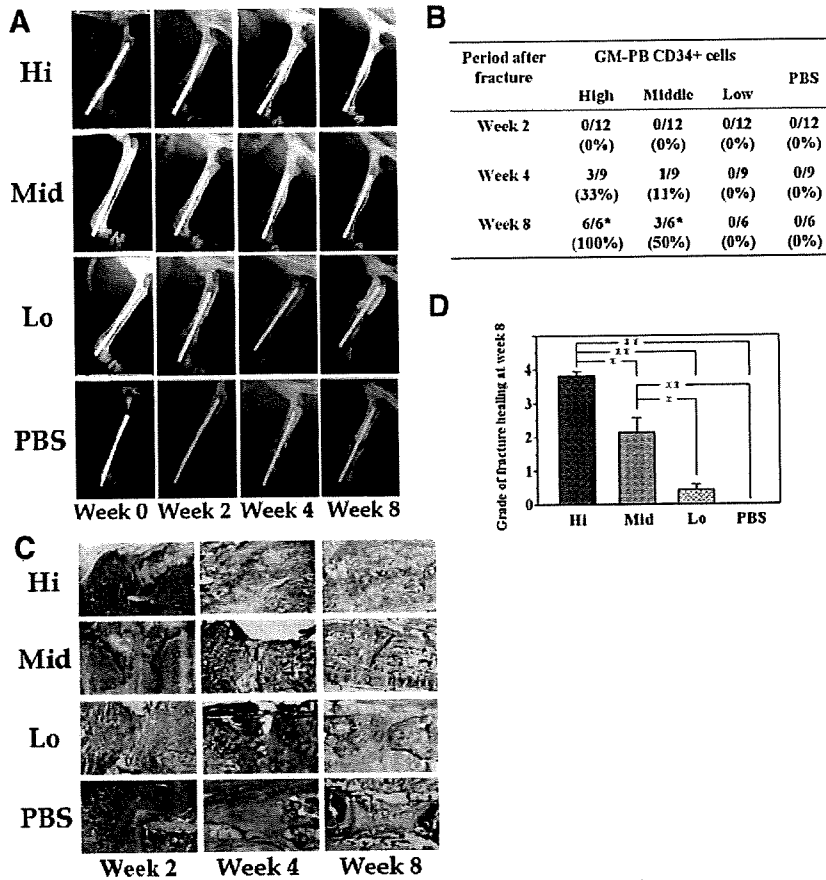 A
Hi
Mid
Lo
PBS
Week 0 Week 2 Week 4 Week 8
B
Period after fracture GM-PB CD34+ cells PBS
High Middle Low
Week 2 0/12 0/12 0/12 0/12
(0%) (0%) (0%) (0%)
Week 4 3/9 1/9 0/9 0/9
(33%) (11%) (0%) (0%)
Week 8 6/6* 3/6* 0/6 0/6
(100%) (50%) (0%) (0%)
C
Hi
Mid
Lo
PBS
Week 2 Week 4 Week 8
D
Grade of fracture healing at week 8
4
3
2
1
0
**
**
*
**
*
Hi Mid Lo PBS